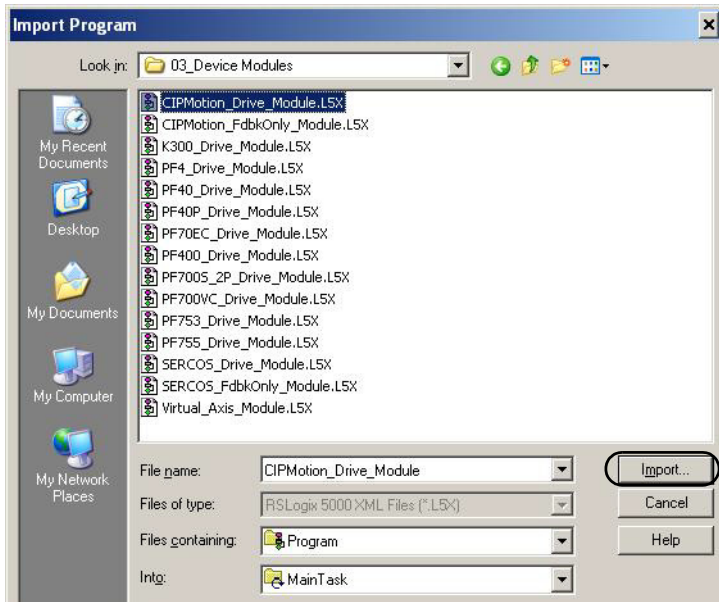 Import Program
Look in:
03_Device Modules
My Recent
Documents
Desktop
My Documents
My Computer
My Network
Places
CIPMotion_Drive_Module.L5X
CIPMotion_FdbkOnly_Module.L5X
K300_Drive_Module.L5X
PF4_Drive_Module.L5X
PF40_Drive_Module.L5X
PF40P_Drive_Module.L5X
PF70EC_Drive_Module.L5X
PF400_Drive_Module.L5X
PF700S_2P_Drive_Module.L5X
PF700VC_Drive_Module.L5X
PF753_Drive_Module.L5X
PF755_Drive_Module.L5X
SERCOS_Drive_Module.L5X
SERCOS_FdbkOnly_Module.L5X
Virtual_Axis_Module.L5X
File name:
CIPMotion_Drive_Module
Import...
Files of type:
RSLogix 5000 XML Files (*.L5X)
Cancel
Files containing:
Program
Help
Into:
MainTask